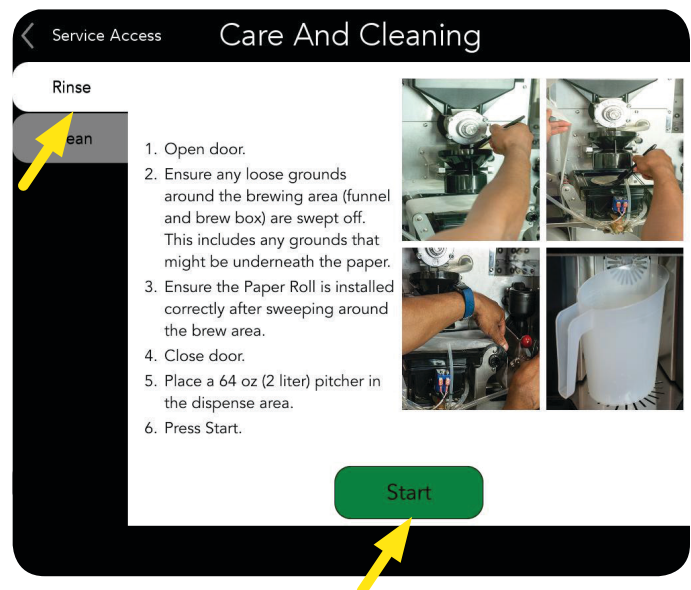 Service Access
Care And Cleaning
Rinse
ean
1. Open door.
2. Ensure any loose grounds
around the brewing area (funnel
and brew box) are swept off.
This includes any grounds that
might be underneath the paper.
3. Ensure the Paper Roll is installed
correctly after sweeping around
the brew area.
4. Close door.
5. Place a 64 oz (2 liter) pitcher in
the dispense area.
6. Press Start.
Start